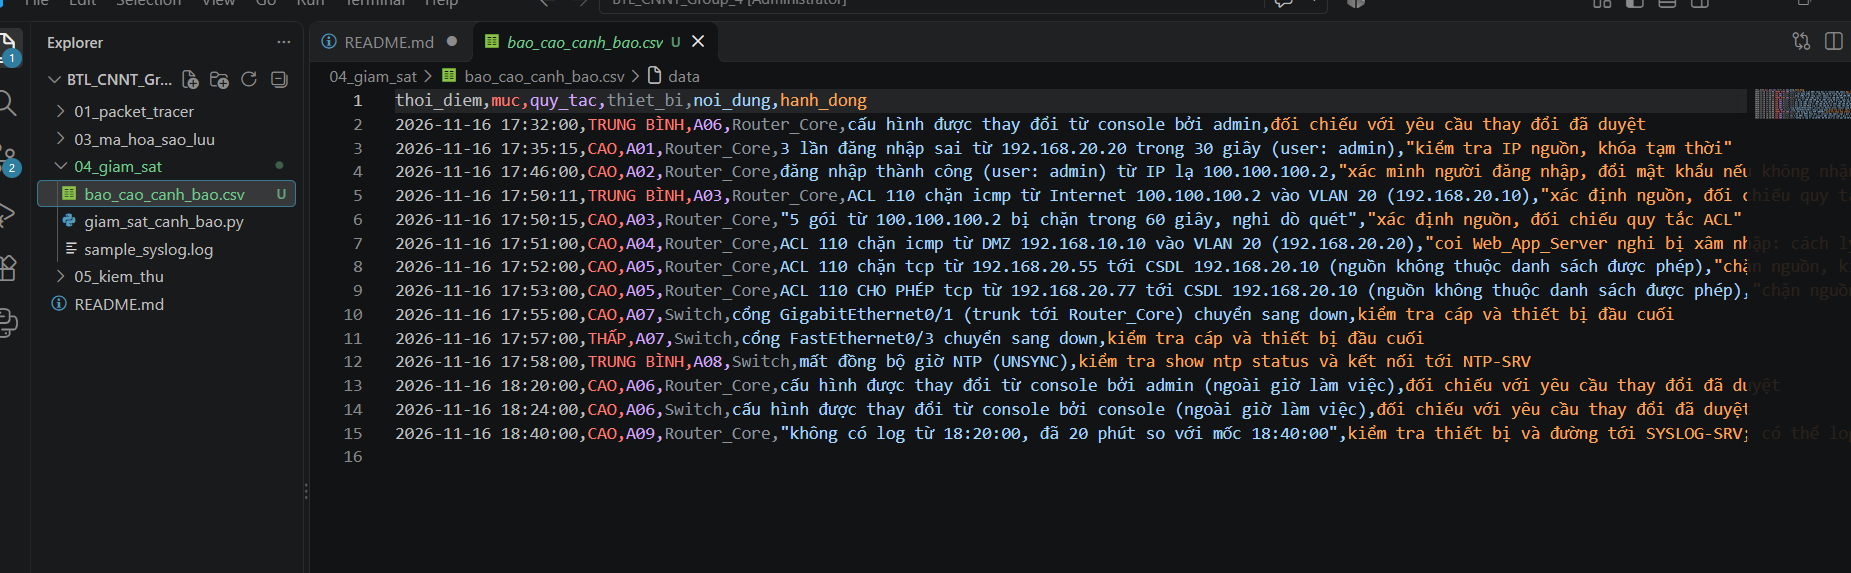 File Edit Selection View Go Run Terminal Help
BTL_CNNT_Group_4 [Administrator]
Explorer
README.md
bao_cao_canh_bao.csv U
04_giam_sat > bao_cao_canh_bao.csv > data
BTL_CNNT_Gr...
01_packet_tracer
03_ma_hoa_sao_luu
04_giam_sat
bao_cao_canh_bao.csv U
giam_sat_canh_bao.py
sample_syslog.log
05_kiem_thu
README.md
1
2
1 thoi_diem,muc,quy_tac,thiet_bi,noi_dung,hanh_dong
2 2026-11-16 17:32:00,TRUNG BÌNH,A06,Router_Core,cấu hình được thay đổi từ console bởi admin,đối chiếu với yêu cầu thay đổi đã duyệt
3 2026-11-16 17:35:15,CAO,A01,Router_Core,3 lần đăng nhập sai từ 192.168.20.20 trong 30 giây (user: admin),"kiểm tra IP nguồn, khóa tạm thời"
4 2026-11-16 17:46:00,CAO,A02,Router_Core,đăng nhập thành công (user: admin) từ IP lạ 100.100.100.2,"xác minh người đăng nhập, đổi mật khẩu nếu không nhận
5 2026-11-16 17:50:11,TRUNG BÌNH,A03,Router_Core,ACL 110 chặn icmp từ Internet 100.100.100.2 vào VLAN 20 (192.168.20.10),"xác định nguồn, đối chiếu quy
6 2026-11-16 17:50:15,CAO,A03,Router_Core,"5 gói từ 100.100.100.2 bị chặn trong 60 giây, nghi dò quét","xác định nguồn, đối chiếu quy tắc ACL"
7 2026-11-16 17:51:00,CAO,A04,Router_Core,ACL 110 chặn icmp từ DMZ 192.168.10.10 vào VLAN 20 (192.168.20.20),"coi Web_App_Server nghi bị xâm nhập: cách
8 2026-11-16 17:52:00,CAO,A05,Router_Core,ACL 110 chặn tcp từ 192.168.20.55 tới CSDL 192.168.20.10 (nguồn không thuộc danh sách được phép),"chặn nguồn,
9 2026-11-16 17:53:00,CAO,A05,Router_Core,ACL 110 CHO PHÉP tcp từ 192.168.20.77 tới CSDL 192.168.20.10 (nguồn không thuộc danh sách được phép),"chặn nguồn
10 2026-11-16 17:55:00,CAO,A07,Switch,cổng GigabitEthernet0/1 (trunk tới Router_Core) chuyển sang down,kiểm tra cáp và thiết bị đầu cuối
11 2026-11-16 17:57:00,THẤP,A07,Switch,cổng FastEthernet0/3 chuyển sang down,kiểm tra cáp và thiết bị đầu cuối
12 2026-11-16 17:58:00,TRUNG BÌNH,A08,Switch,mất đồng bộ giờ NTP (UNSYNC),kiểm tra show ntp status và kết nối tới NTP-SRV
13 2026-11-16 18:20:00,CAO,A06,Router_Core,cấu hình được thay đổi từ console bởi admin (ngoài giờ làm việc),đối chiếu với yêu cầu thay đổi đã duyệt
14 2026-11-16 18:24:00,CAO,A06,Switch,cấu hình được thay đổi từ console bởi console (ngoài giờ làm việc),đối chiếu với yêu cầu thay đổi đã duyệt
15 2026-11-16 18:40:00,CAO,A09,Router_Core,"không có log từ 18:20:00, đã 20 phút so với mốc 18:40:00",kiểm tra thiết bị và đường tới SYSLOG-SRV; có thể
16